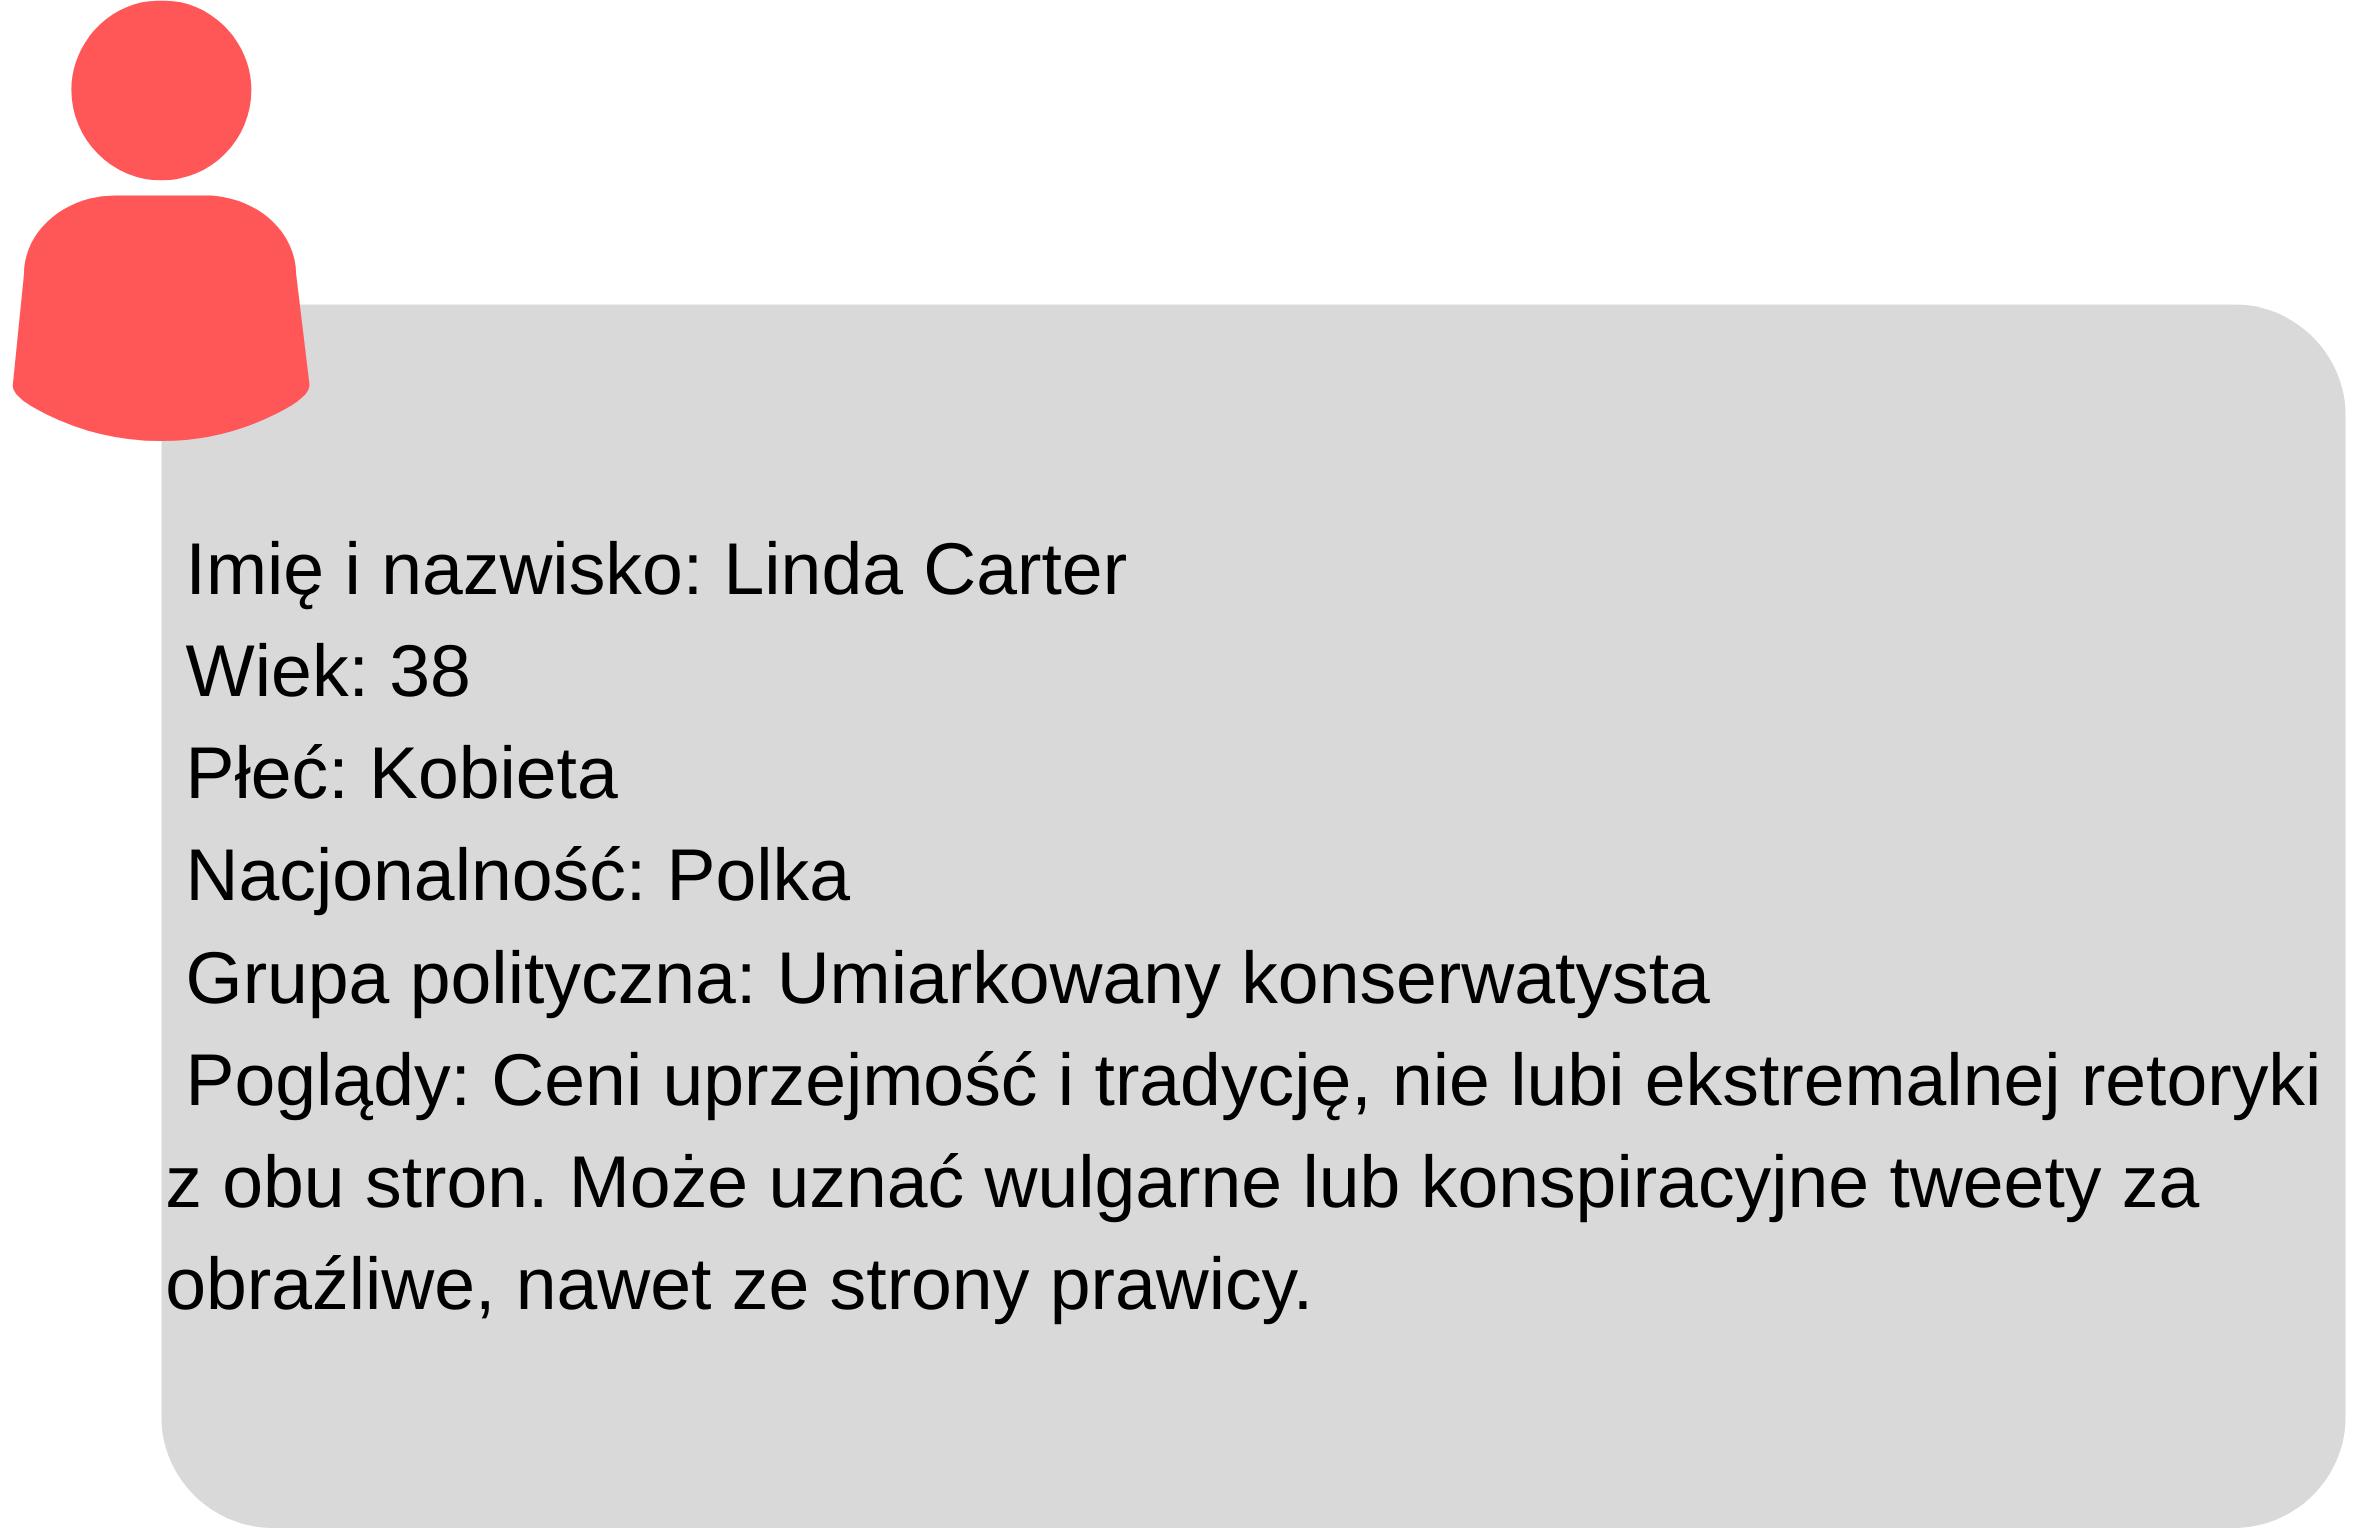 Imię i nazwisko: Linda Carter
Wiek: 38
Płeć: Kobieta
Nacjonalność: Polka
Grupa polityczna: Umiarkowany konserwatysta
Poglądy: Ceni uprzejmość i tradycję, nie lubi ekstremalnej retoryki
z obu stron. Może uznać wulgarne lub konspiracyjne tweety za
obraźliwe, nawet ze strony prawicy.